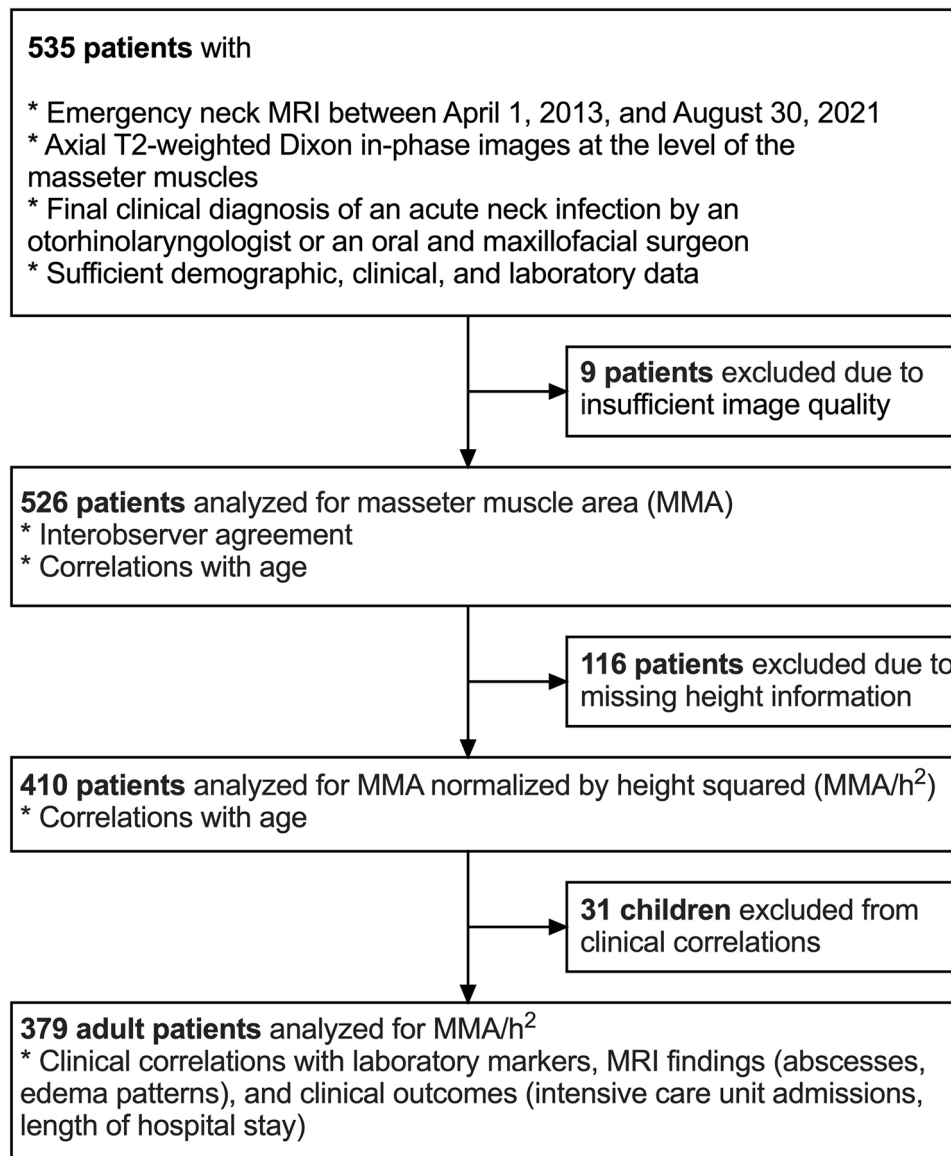 535 patients with
* Emergency neck MRI between April 1, 2013, and August 30, 2021
* Axial T2-weighted Dixon in-phase images at the level of the
masseter muscles
* Final clinical diagnosis of an acute neck infection by an
otorhinolaryngologist or an oral and maxillofacial surgeon
* Sufficient demographic, clinical, and laboratory data
9 patients excluded due to
insufficient image quality
526 patients analyzed for masseter muscle area (MMA)
* Interobserver agreement
* Correlations with age
116 patients excluded due to
missing height information
410 patients analyzed for MMA normalized by height squared (MMA/h²)
* Correlations with age
31 children excluded from
clinical correlations
379 adult patients analyzed for MMA/h²
* Clinical correlations with laboratory markers, MRI findings (abscesses,
edema patterns), and clinical outcomes (intensive care unit admissions,
length of hospital stay)